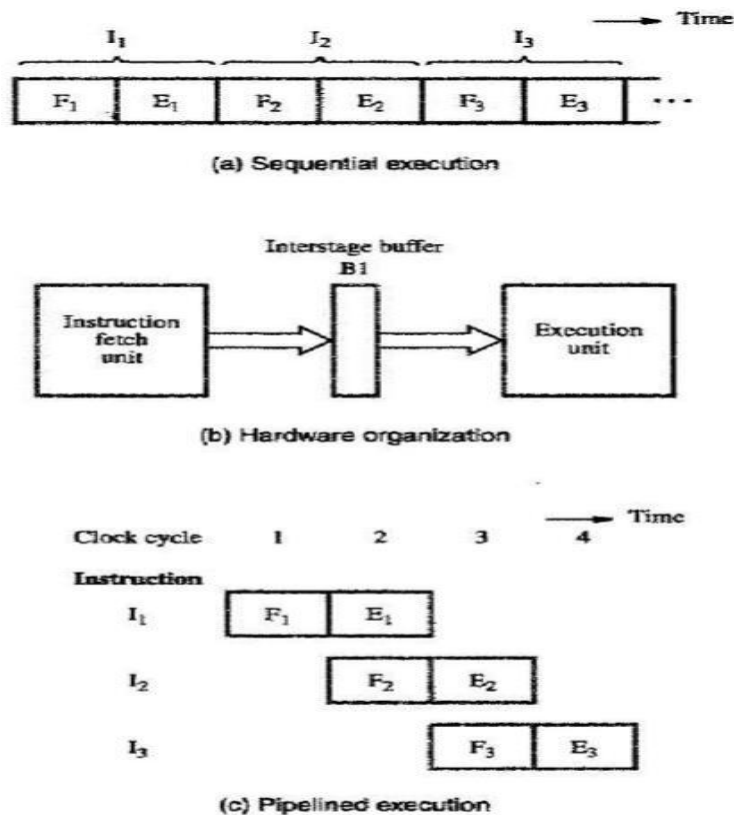 Time
I₁ I₂ I₃
F₁ E₁ F₂ E₂ F₃ E₃ ...
(a) Sequential execution
Interstage buffer
B1
Instruction
fetch
unit
Execution
unit
(b) Hardware organization
Time
Clock cycle 1 2 3 4
Instruction
I₁ F₁ E₁
I₂ F₂ E₂
I₃ F₃ E₃
(c) Pipelined execution